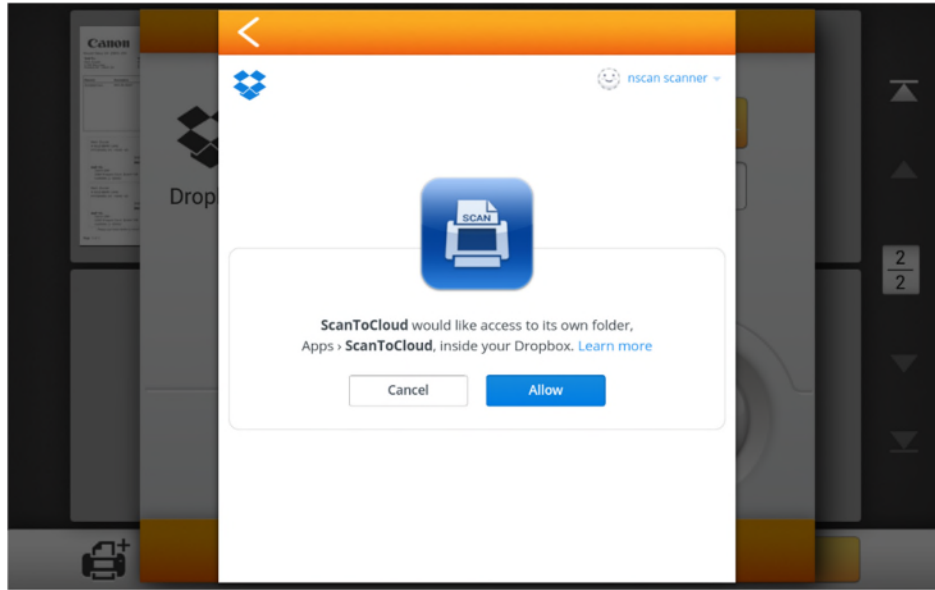 Canon
nscan scanner
Drop
SCAN
2
2
ScanToCloud would like access to its own folder,
Apps › ScanToCloud, inside your Dropbox. Learn more
Cancel
Allow